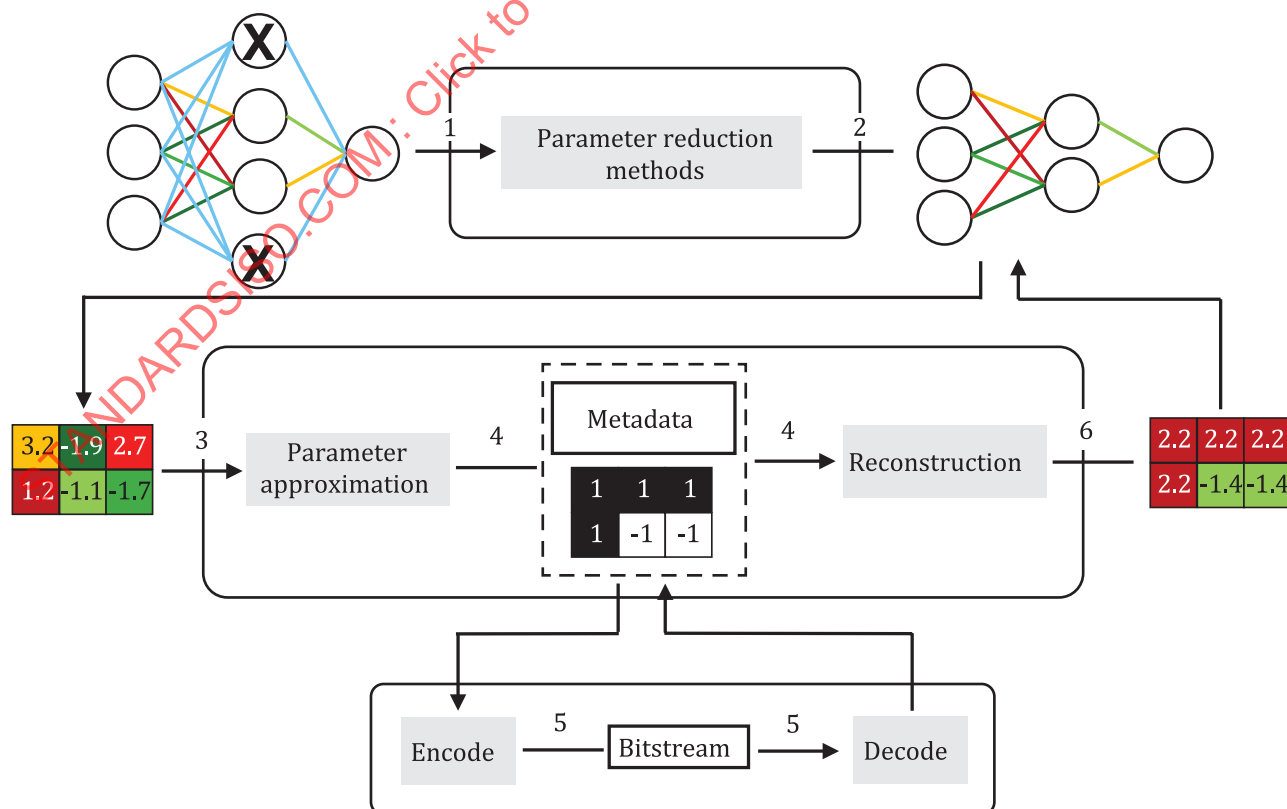 X
STANDARDSISO.COM : Click to
1
Parameter reduction
methods
2
X
3.2 -1.9 2.7
1.2 -1.1 -1.7
3
Parameter
approximation
4
Metadata
1 1 1
1 -1 -1
4
Reconstruction
6
2.2 2.2 2.2
2.2 -1.4 -1.4
Encode
5
Bitstream
5
Decode